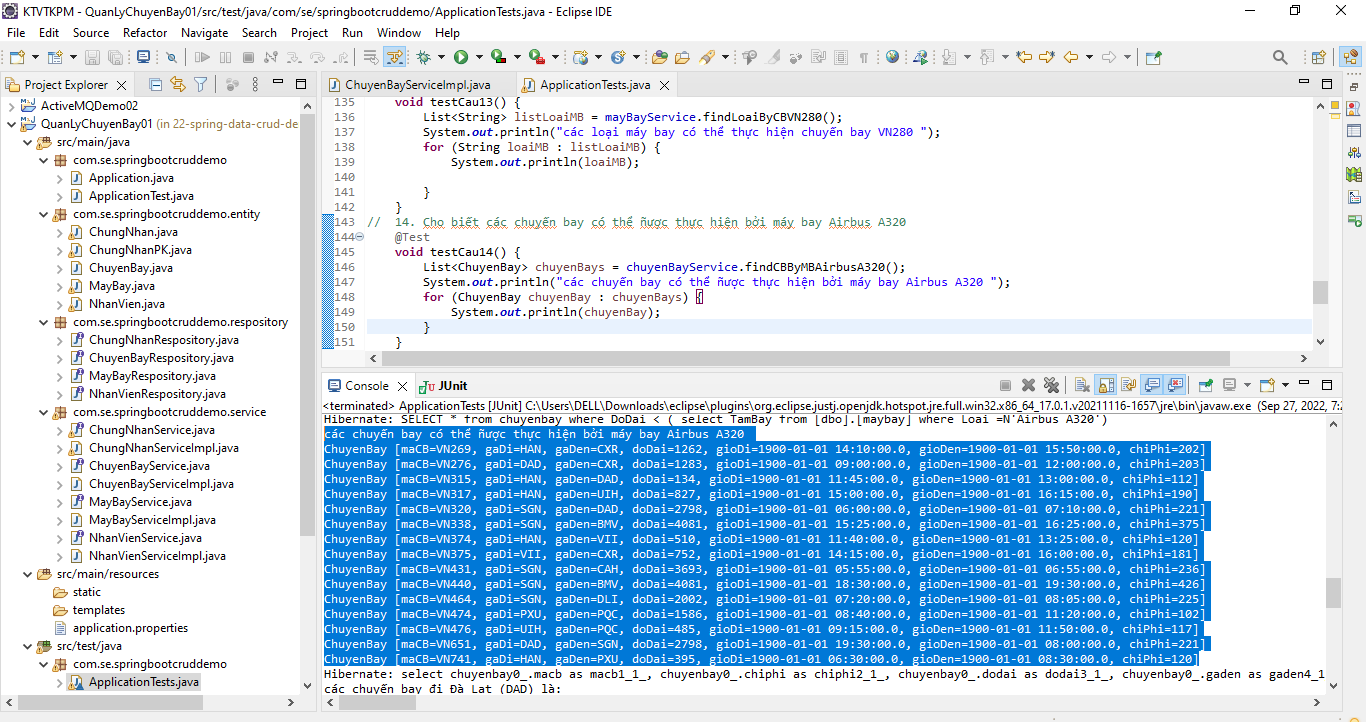 KTVTKPM - QuanLyChuyenBay01/src/test/java/com/se/springbootcruddemo/ApplicationTests.java - Eclipse IDE
File Edit Source Refactor Navigate Search Project Run Window Help
Project Explorer
ActiveMQDemo02
QuanLyChuyenBay01 (in 22-spring-data-crud-de
src/main/java
com.se.springbootcruddemo
Application.java
ApplicationTest.java
com.se.springbootcruddemo.entity
ChungNhan.java
ChungNhanPK.java
ChuyenBay.java
MayBay.java
NhanVien.java
com.se.springbootcruddemo.respository
ChungNhanRespository.java
ChuyenBayRespository.java
MayBayRespository.java
NhanVienRespository.java
com.se.springbootcruddemo.service
ChungNhanService.java
ChungNhanServiceImpl.java
ChuyenBayService.java
ChuyenBayServiceImpl.java
MayBayService.java
MayBayServiceImpl.java
NhanVienService.java
NhanVienServiceImpl.java
src/main/resources
static
templates
application.properties
src/test/java
com.se.springbootcruddemo
ApplicationTests.java
ChuyenBayServiceImpl.java ApplicationTests.java
135 void testCau13() {
136 List<String> listLoaiMB = mayBayService.findLoaiByCBVN280();
137 System.out.println("các loại máy bay có thể thực hiện chuyến bay VN280 ");
138 for (String loaiMB : listLoaiMB) {
139 System.out.println(loaiMB);
140
141 }
142 }
143 // 14. Cho biết các chuyến bay có thể ñược thực hiện bởi máy bay Airbus A320
144 @Test
145 void testCau14() {
146 List<ChuyenBay> chuyenBays = chuyenBayService.findCBByMBAirbusA320();
147 System.out.println("các chuyến bay có thể ñược thực hiện bởi máy bay Airbus A320 ");
148 for (ChuyenBay chuyenBay : chuyenBays) {
149 System.out.println(chuyenBay);
150 }
151 }
Console JUnit
<terminated> ApplicationTests [JUnit] C:\Users\DELL\Downloads\eclipse\plugins\org.eclipse.justj.openjdk.hotspot.jre.full.win32.x86_64_17.0.1.v20211116-1657\jre\bin\javaw.exe (Sep 27, 2022, 7:2
Hibernate: SELECT * from chuyenbay where DoDai < ( select TamBay from [dbo].[maybay] where Loai =N'Airbus A320')
các chuyến bay có thể ñược thực hiện bởi máy bay Airbus A320
ChuyenBay [maCB=VN269, gaDi=HAN, gaDen=CXR, doDai=1262, gioDi=1900-01-01 14:10:00.0, gioDen=1900-01-01 15:50:00.0, chiPhi=202]
ChuyenBay [maCB=VN276, gaDi=DAD, gaDen=CXR, doDai=1283, gioDi=1900-01-01 09:00:00.0, gioDen=1900-01-01 12:00:00.0, chiPhi=203]
ChuyenBay [maCB=VN315, gaDi=HAN, gaDen=DAD, doDai=134, gioDi=1900-01-01 11:45:00.0, gioDen=1900-01-01 13:00:00.0, chiPhi=112]
ChuyenBay [maCB=VN317, gaDi=HAN, gaDen=UIH, doDai=827, gioDi=1900-01-01 15:00:00.0, gioDen=1900-01-01 16:15:00.0, chiPhi=190]
ChuyenBay [maCB=VN320, gaDi=SGN, gaDen=DAD, doDai=2798, gioDi=1900-01-01 06:00:00.0, gioDen=1900-01-01 07:10:00.0, chiPhi=221]
ChuyenBay [maCB=VN338, gaDi=SGN, gaDen=BMV, doDai=4081, gioDi=1900-01-01 15:25:00.0, gioDen=1900-01-01 16:25:00.0, chiPhi=375]
ChuyenBay [maCB=VN374, gaDi=HAN, gaDen=VII, doDai=510, gioDi=1900-01-01 11:40:00.0, gioDen=1900-01-01 13:25:00.0, chiPhi=120]
ChuyenBay [maCB=VN375, gaDi=VII, gaDen=CXR, doDai=752, gioDi=1900-01-01 14:15:00.0, gioDen=1900-01-01 16:00:00.0, chiPhi=181]
ChuyenBay [maCB=VN431, gaDi=SGN, gaDen=CAH, doDai=3693, gioDi=1900-01-01 05:55:00.0, gioDen=1900-01-01 06:55:00.0, chiPhi=236]
ChuyenBay [maCB=VN440, gaDi=SGN, gaDen=BMV, doDai=4081, gioDi=1900-01-01 18:30:00.0, gioDen=1900-01-01 19:30:00.0, chiPhi=426]
ChuyenBay [maCB=VN464, gaDi=SGN, gaDen=DLI, doDai=2002, gioDi=1900-01-01 07:20:00.0, gioDen=1900-01-01 08:05:00.0, chiPhi=225]
ChuyenBay [maCB=VN474, gaDi=PXU, gaDen=PQC, doDai=1586, gioDi=1900-01-01 08:40:00.0, gioDen=1900-01-01 11:20:00.0, chiPhi=102]
ChuyenBay [maCB=VN476, gaDi=UIH, gaDen=PQC, doDai=485, gioDi=1900-01-01 09:15:00.0, gioDen=1900-01-01 11:50:00.0, chiPhi=117]
ChuyenBay [maCB=VN651, gaDi=DAD, gaDen=SGN, doDai=2798, gioDi=1900-01-01 19:30:00.0, gioDen=1900-01-01 08:00:00.0, chiPhi=221]
ChuyenBay [maCB=VN741, gaDi=HAN, gaDen=PXU, doDai=395, gioDi=1900-01-01 06:30:00.0, gioDen=1900-01-01 08:30:00.0, chiPhi=120]
Hibernate: select chuyenbay0_.macb as macb1_1_, chuyenbay0_.chiphi as chiphi2_1_, chuyenbay0_.dodai as dodai3_1_, chuyenbay0_.gaden as gaden4_1
các chuyến bay đi Đà Lạt (DAD) là: